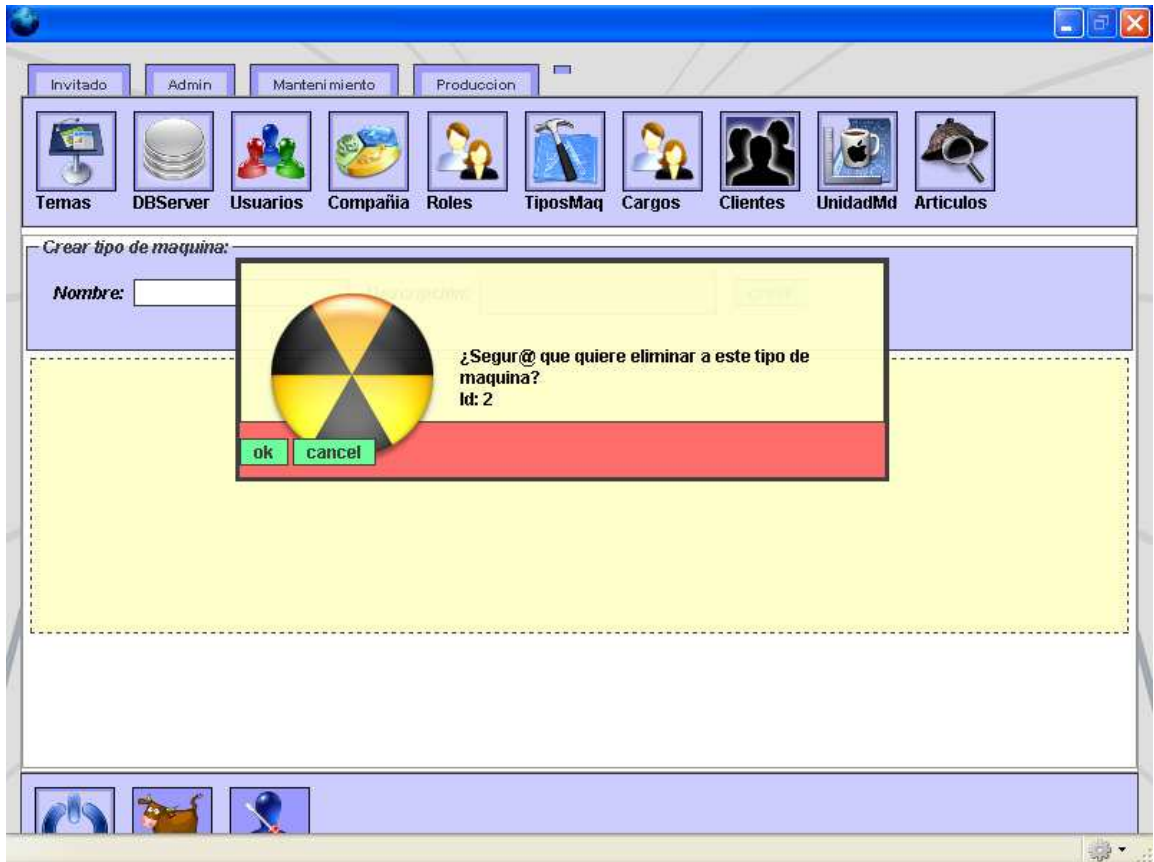 Invitado Admin Mantenimiento Produccion
Temas DBServer Usuarios Compañia Roles TiposMaq Cargos Clientes UnidadMd Articulos
Crear tipo de maquina:
Nombre:
¿Segur@ que quiere eliminar a este tipo de
maquina?
Id: 2
ok cancel